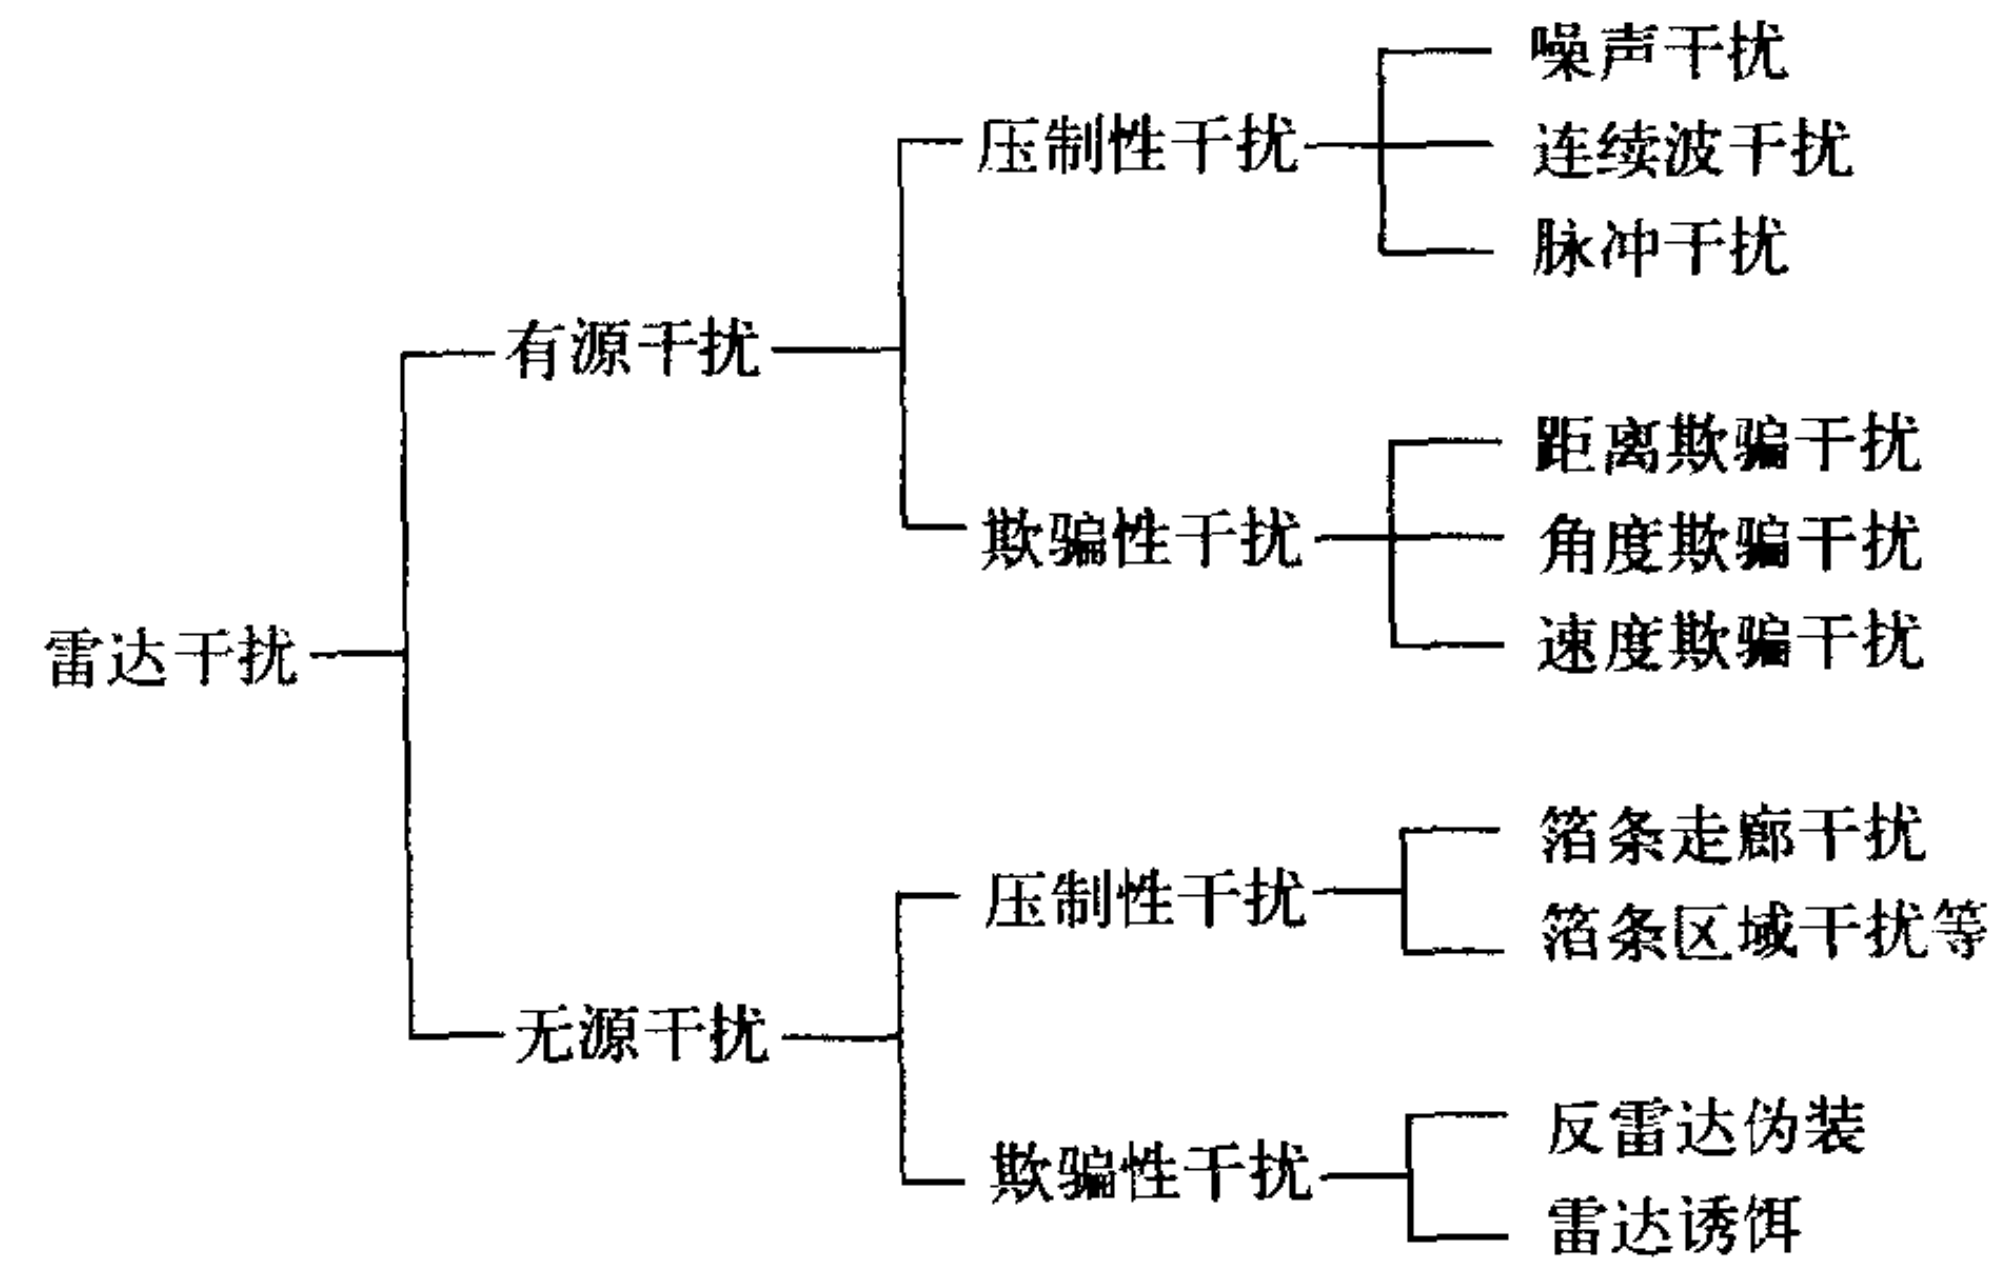 噪声干扰
压制性干扰
连续波干扰
脉冲干扰
有源干扰
距离欺骗干扰
欺骗性干扰
角度欺骗干扰
速度欺骗干扰
雷达干扰
箔条走廊干扰
压制性干扰
箔条区域干扰等
无源干扰
反雷达伪装
欺骗性干扰
雷达诱饵